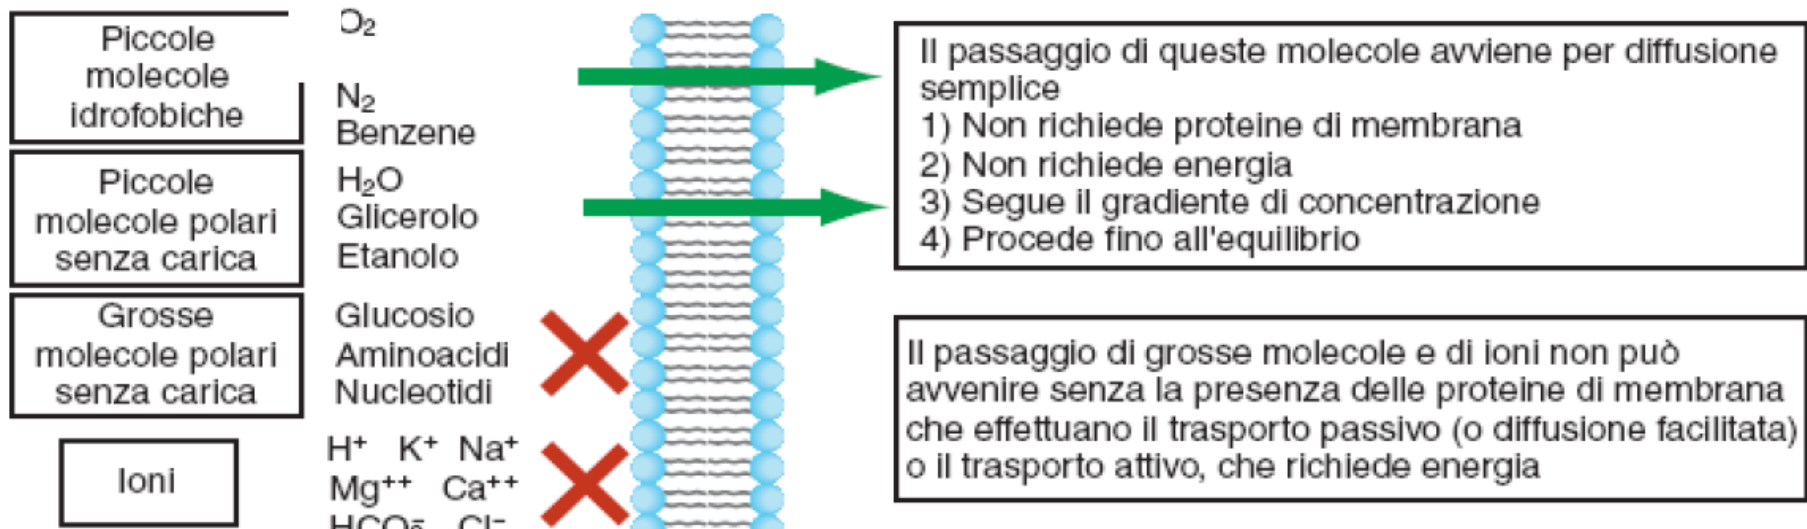 Piccole
molecole
idrofobiche
O₂
N₂
Benzene
Piccole
molecole polari
senza carica
H₂O
Glicerolo
Etanolo
Il passaggio di queste molecole avviene per diffusione
semplice
1) Non richiede proteine di membrana
2) Non richiede energia
3) Segue il gradiente di concentrazione
4) Procede fino all'equilibrio
Grosse
molecole polari
senza carica
Glucosio
Aminoacidi
Nucleotidi
Ioni
H⁺ K⁺ Na⁺
Mg⁺⁺ Ca⁺⁺
HCO₃⁻ Cl⁻
Il passaggio di grosse molecole e di ioni non può
avvenire senza la presenza delle proteine di membrana
che effettuano il trasporto passivo (o diffusione facilitata)
o il trasporto attivo, che richiede energia